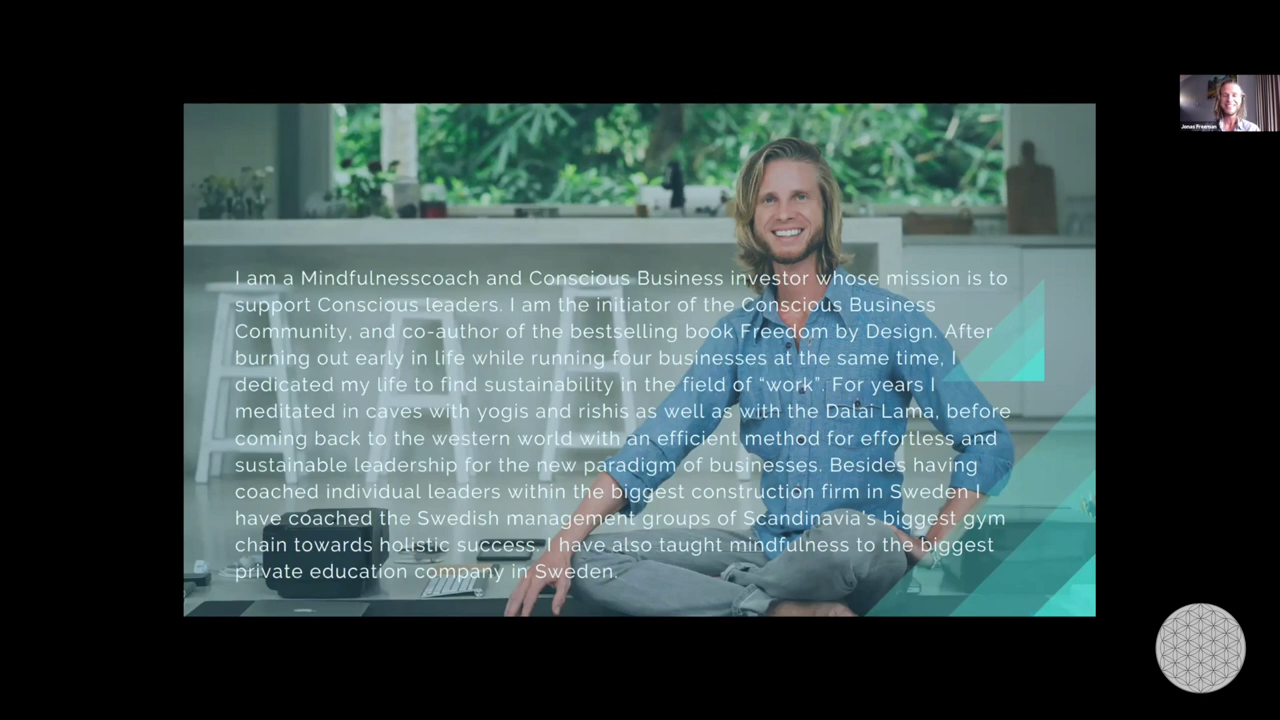 I am a Mindfulnesscoach and Conscious Business investor whose mission is to
support Conscious leaders. I am the initiator of the Conscious Business
Community, and co-author of the bestselling book Freedom by Design. After
burning out early in life while running four businesses at the same time, I
dedicated my life to find sustainability in the field of “work”. For years I
meditated in caves with yogis and rishis as well as with the Dalai Lama, before
coming back to the western world with an efficient method for effortless and
sustainable leadership for the new paradigm of businesses. Besides having
coached individual leaders within the biggest construction firm in Sweden I
have coached the Swedish management groups of Scandinavia's biggest gym
chain towards holistic success. I have also taught mindfulness to the biggest
private education company in Sweden.
Jonas Freeman